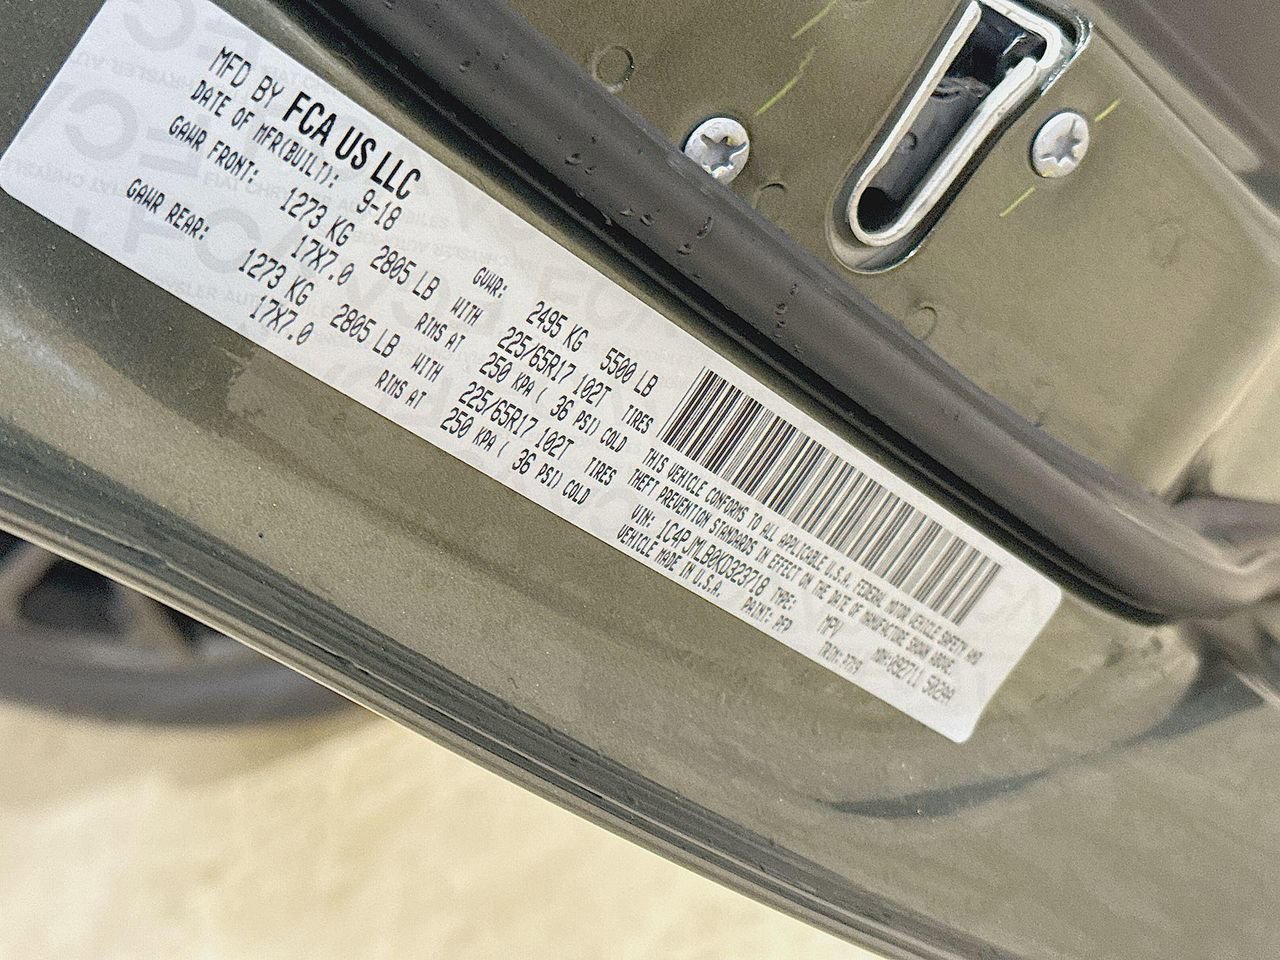 MFD BY FCA US LLC
DATE OF MFR(BUILT): 9-18
GVWR: 2495 KG 5500 LB
GAWR FRONT: 1273 KG 2805 LB WITH 225/65R17 102T TIRES
17X7.0 RIMS AT 250 KPA ( 36 PSI) COLD
GAWR REAR: 1273 KG 2805 LB WITH 225/65R17 102T TIRES
17X7.0 RIMS AT 250 KPA ( 36 PSI) COLD
THIS VEHICLE CONFORMS TO ALL APPLICABLE U.S.A. FEDERAL MOTOR VEHICLE SAFETY AND
THEFT PREVENTION STANDARDS IN EFFECT ON THE DATE OF MANUFACTURE SHOWN ABOVE.
VIN: 1C4PJMLB0KD323718 TYPE: MPV MDH: 092711 502AA
VEHICLE MADE IN U.S.A. PAINT: PFP TRIM: